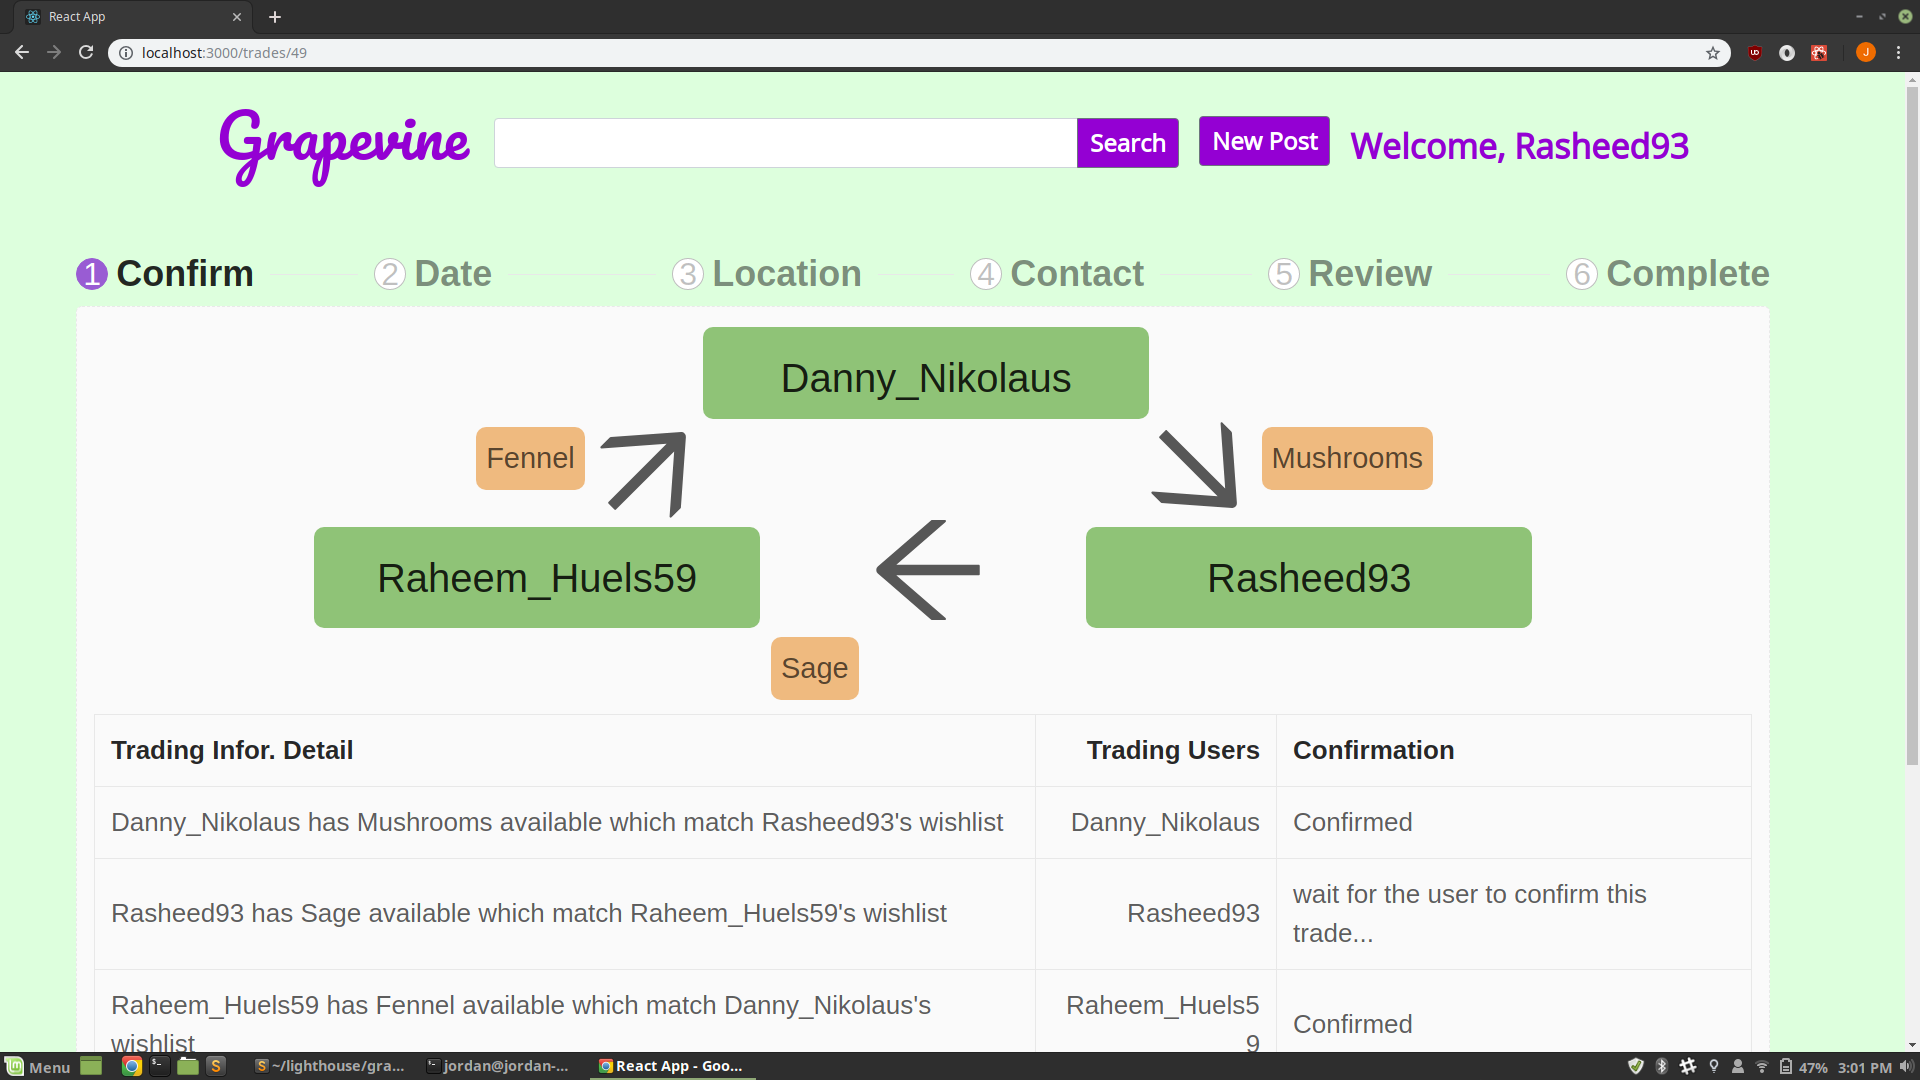 React App
localhost:3000/trades/49
J
Grapevine
Search
New Post
Welcome, Rasheed93
1 Confirm
2 Date
3 Location
4 Contact
5 Review
6 Complete
Danny_Nikolaus
Fennel
Mushrooms
Raheem_Huels59
Rasheed93
Sage
Trading Infor. Detail Trading Users Confirmation
Danny_Nikolaus has Mushrooms available which match Rasheed93's wishlist Danny_Nikolaus Confirmed
Rasheed93 has Sage available which match Raheem_Huels59's wishlist Rasheed93 wait for the user to confirm this
trade...
Raheem_Huels59 has Fennel available which match Danny_Nikolaus's
wishlist
Raheem_Huels5
9
Confirmed
Menu
~/lighthouse/gra...
jordan@jordan-...
React App - Goo...
47%
3:01 PM